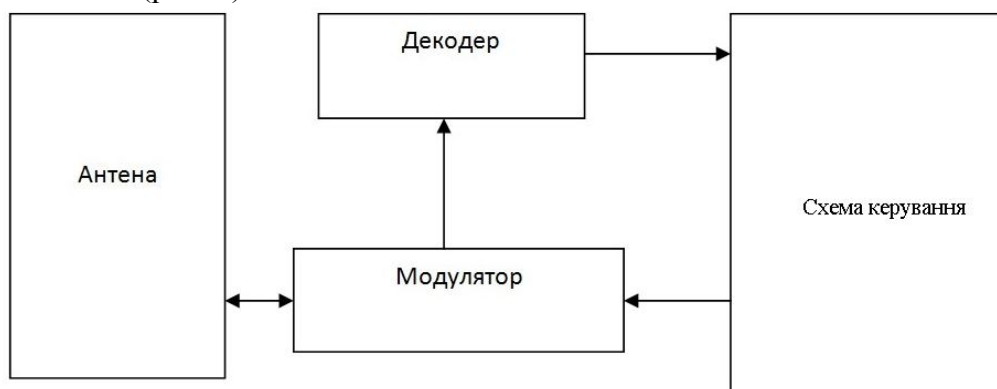 Декодер
Антена
Схема керування
Модулятор